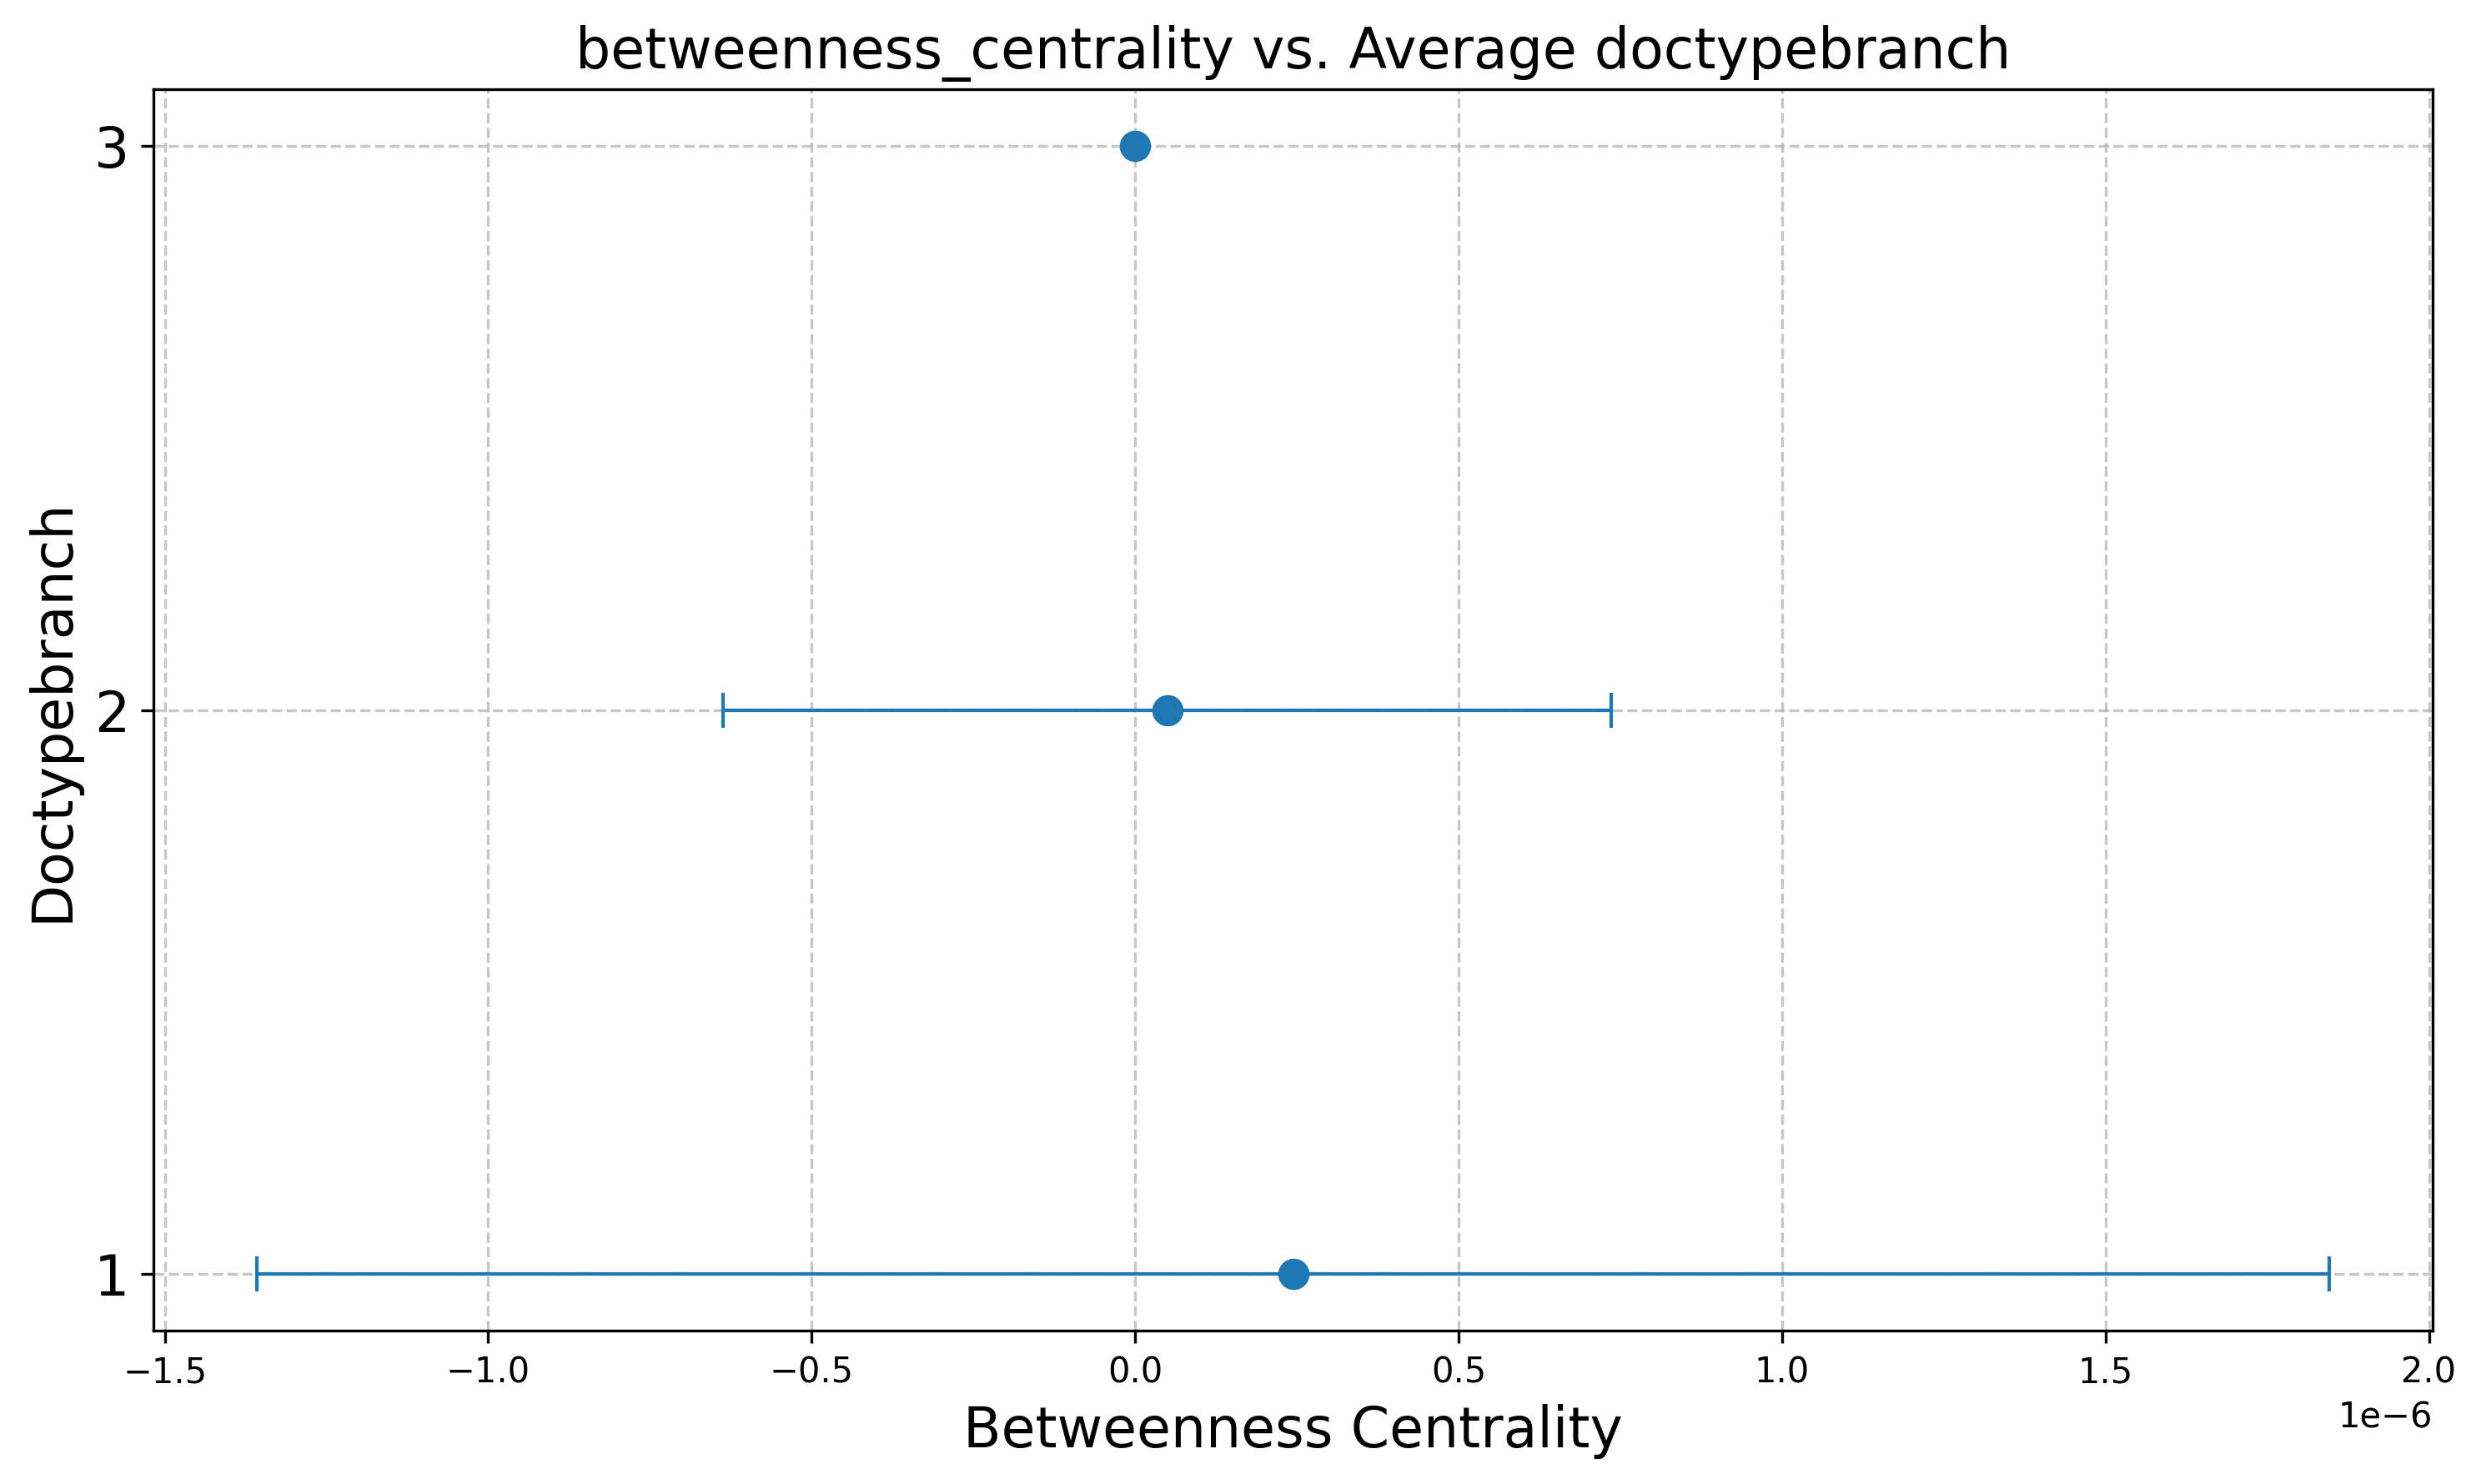 betweenness_centrality vs. Average doctypebranch
3
2
1
Doctypebranch
−1.5 −1.0 −0.5 0.0 0.5 1.0 1.5 2.0
1e−6
Betweenness Centrality